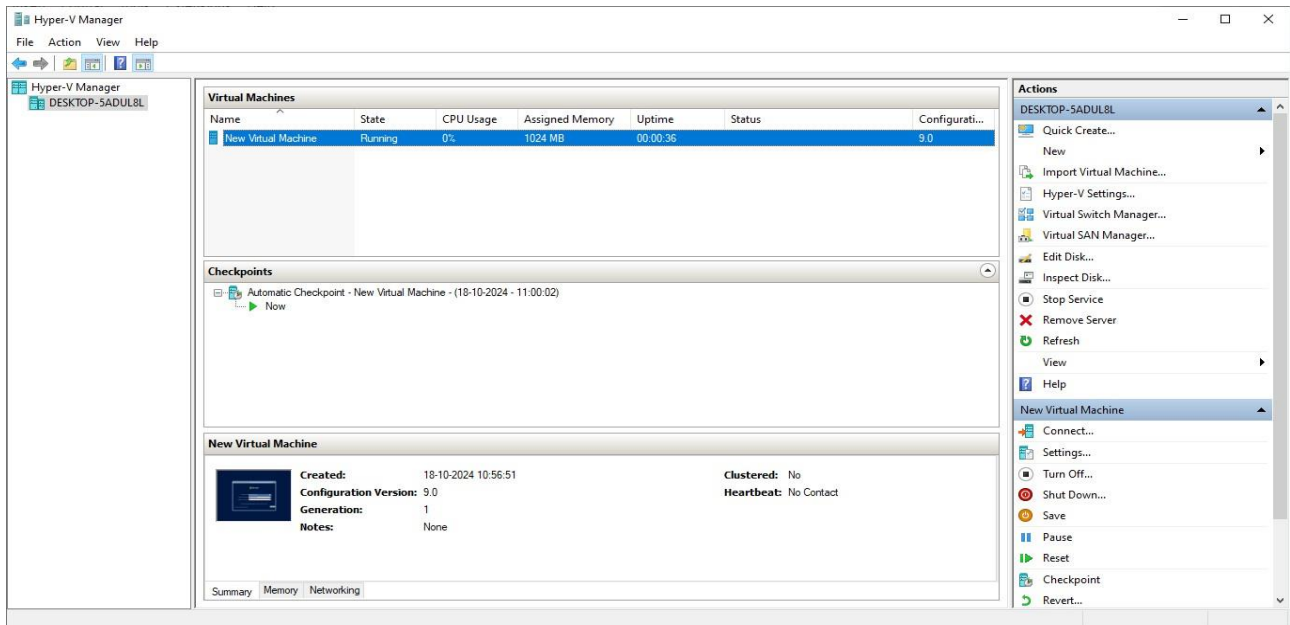 Hyper-V Manager
File Action View Help
Hyper-V Manager
DESKTOP-5ADUL8L
Virtual Machines
Name State CPU Usage Assigned Memory Uptime Status Configurati...
New Virtual Machine Running 0% 1024 MB 00:00:36 9.0
Checkpoints
Automatic Checkpoint - New Virtual Machine - (18-10-2024 - 11:00:02)
Now
New Virtual Machine
Created: 18-10-2024 10:56:51 Clustered: No
Configuration Version: 9.0 Heartbeat: No Contact
Generation: 1
Notes: None
Summary Memory Networking
Actions
DESKTOP-5ADUL8L
Quick Create...
New
Import Virtual Machine...
Hyper-V Settings...
Virtual Switch Manager...
Virtual SAN Manager...
Edit Disk...
Inspect Disk...
Stop Service
Remove Server
Refresh
View
Help
New Virtual Machine
Connect...
Settings...
Turn Off...
Shut Down...
Save
Pause
Reset
Checkpoint
Revert...